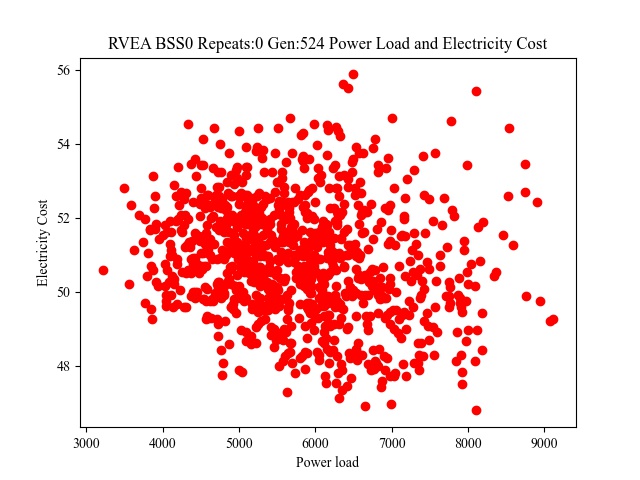 RVEA BSS0 Repeats:0 Gen:524 Power Load and Electricity Cost
56
54
52
50
48
Electricity Cost
3000 4000 5000 6000 7000 8000 9000
Power load